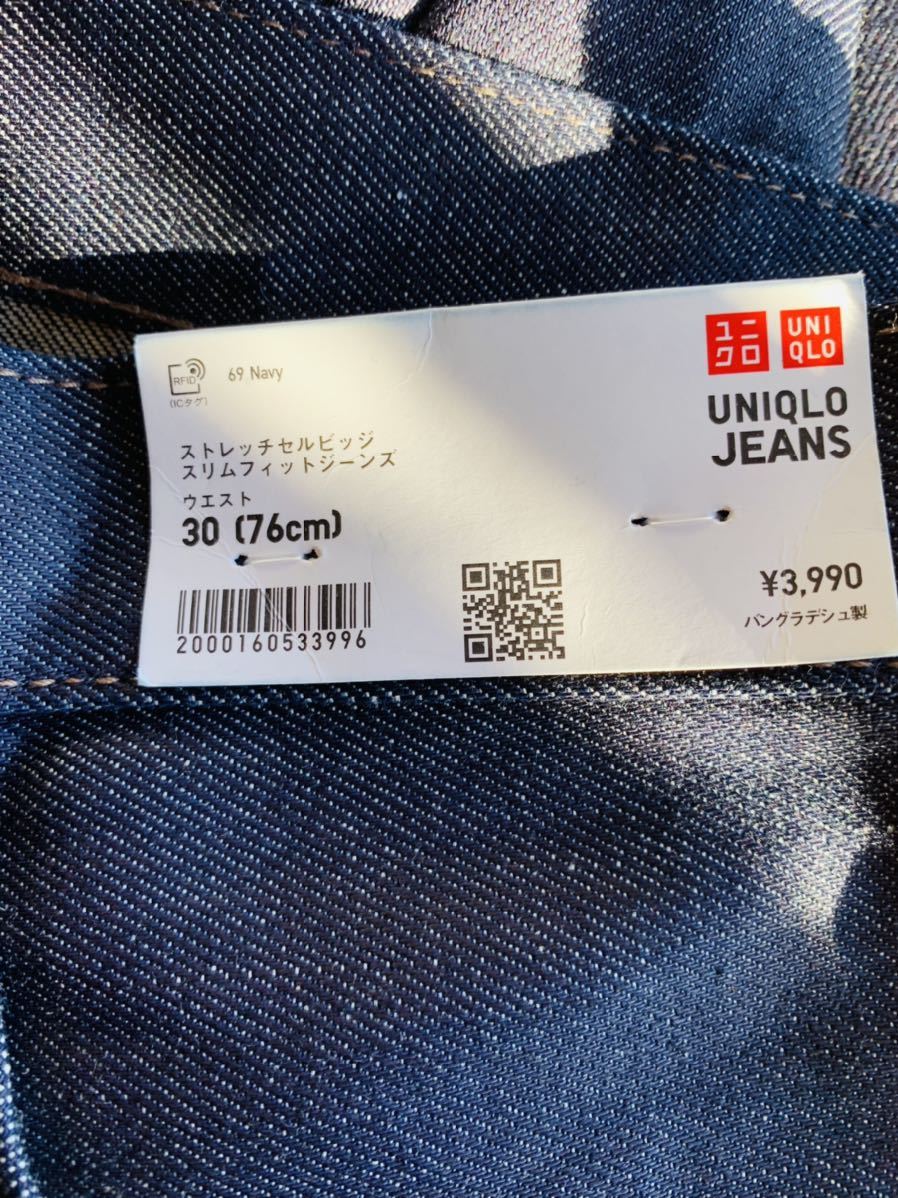 RFID
(ICタグ)
69 Navy
ユニ
クロ
UNI
QLO
UNIQLO
JEANS
ストレッチセルビッジ
スリムフィットジーンズ
ウエスト
30 (76cm)
2000160533996
¥3,990
バングラデシュ製